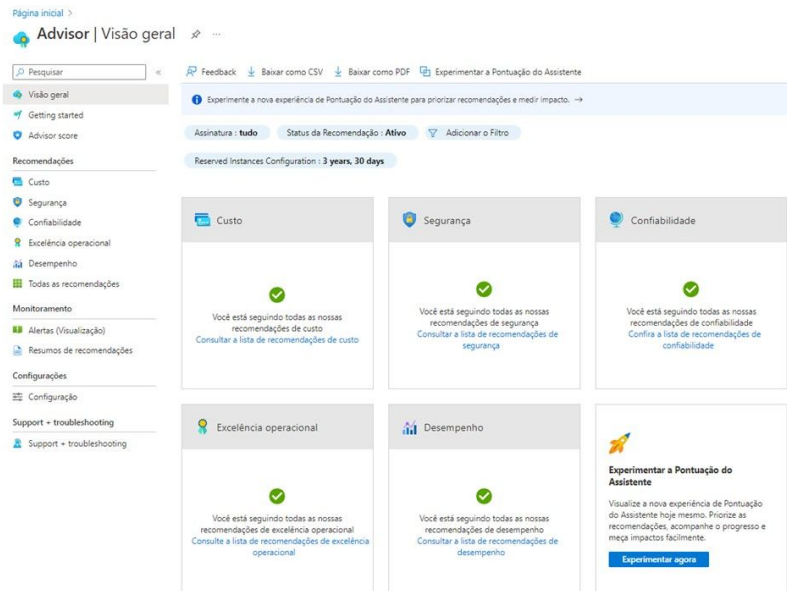 Página inicial >
Advisor | Visão geral
Pesquisar
Visão geral
Getting started
Advisor score
Recomendações
Custo
Segurança
Confiabilidade
Excelência operacional
Desempenho
Todas as recomendações
Monitoramento
Alertas (Visualização)
Resumos de recomendações
Configurações
Configuração
Support + troubleshooting
Support + troubleshooting
Feedback Baixar como CSV Baixar como PDF Experimentar a Pontuação do Assistente
Experimente a nova experiência de Pontuação do Assistente para priorizar recomendações e medir impacto. →
Assinatura : tudo Status da Recomendação : Ativo Adicionar o Filtro
Reserved Instances Configuration : 3 years, 30 days
Custo
Você está seguindo todas as nossas
recomendações de custo
Consultar a lista de recomendações de custo
Segurança
Você está seguindo todas as nossas
recomendações de segurança
Consultar a lista de recomendações de
segurança
Confiabilidade
Você está seguindo todas as nossas
recomendações de confiabilidade
Confira a lista de recomendações de
confiabilidade
Excelência operacional
Você está seguindo todas as nossas
recomendações de excelência operacional
Consulte a lista de recomendações de excelência
operacional
Desempenho
Você está seguindo todas as nossas
recomendações de desempenho
Consultar a lista de recomendações de
desempenho
Experimentar a Pontuação do
Assistente
Visualize a nova experiência de Pontuação
do Assistente hoje mesmo. Priorize as
recomendações, acompanhe o progresso e
meça impactos facilmente.
Experimentar agora